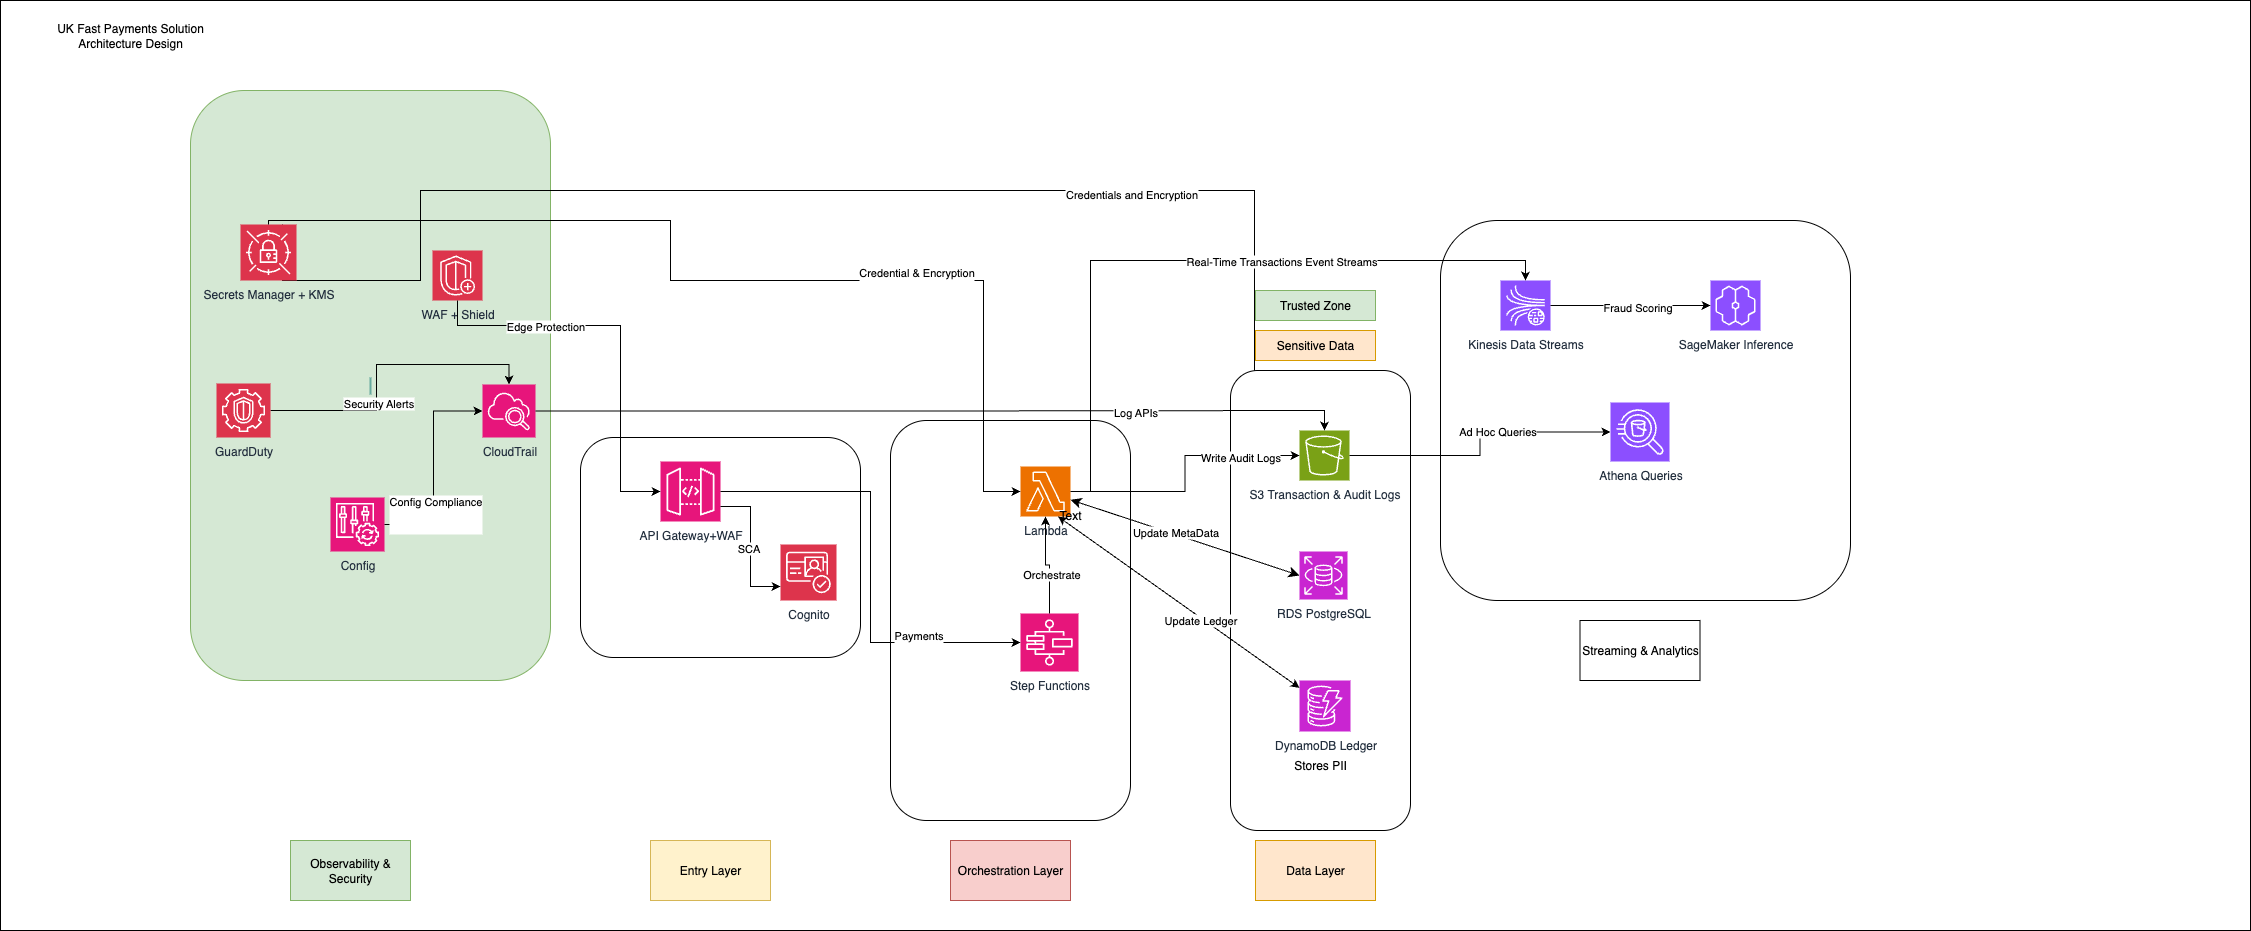 UK Fast Payments Solution
Architecture Design
Credentials and Encryption
Secrets Manager + KMS
WAF + Shield
Credential & Encryption
Real-Time Transactions Event Streams
Trusted Zone
Sensitive Data
Edge Protection
Kinesis Data Streams
Fraud Scoring
SageMaker Inference
Security Alerts
GuardDuty
CloudTrail
Log APIs
Config Compliance
Config
API Gateway+WAF
SCA
Cognito
Payments
Lambda
Text
Orchestrate
Step Functions
Write Audit Logs
S3 Transaction & Audit Logs
Ad Hoc Queries
Athena Queries
Update MetaData
RDS PostgreSQL
Update Ledger
DynamoDB Ledger
Stores PII
Streaming & Analytics
Observability &
Security
Entry Layer
Orchestration Layer
Data Layer